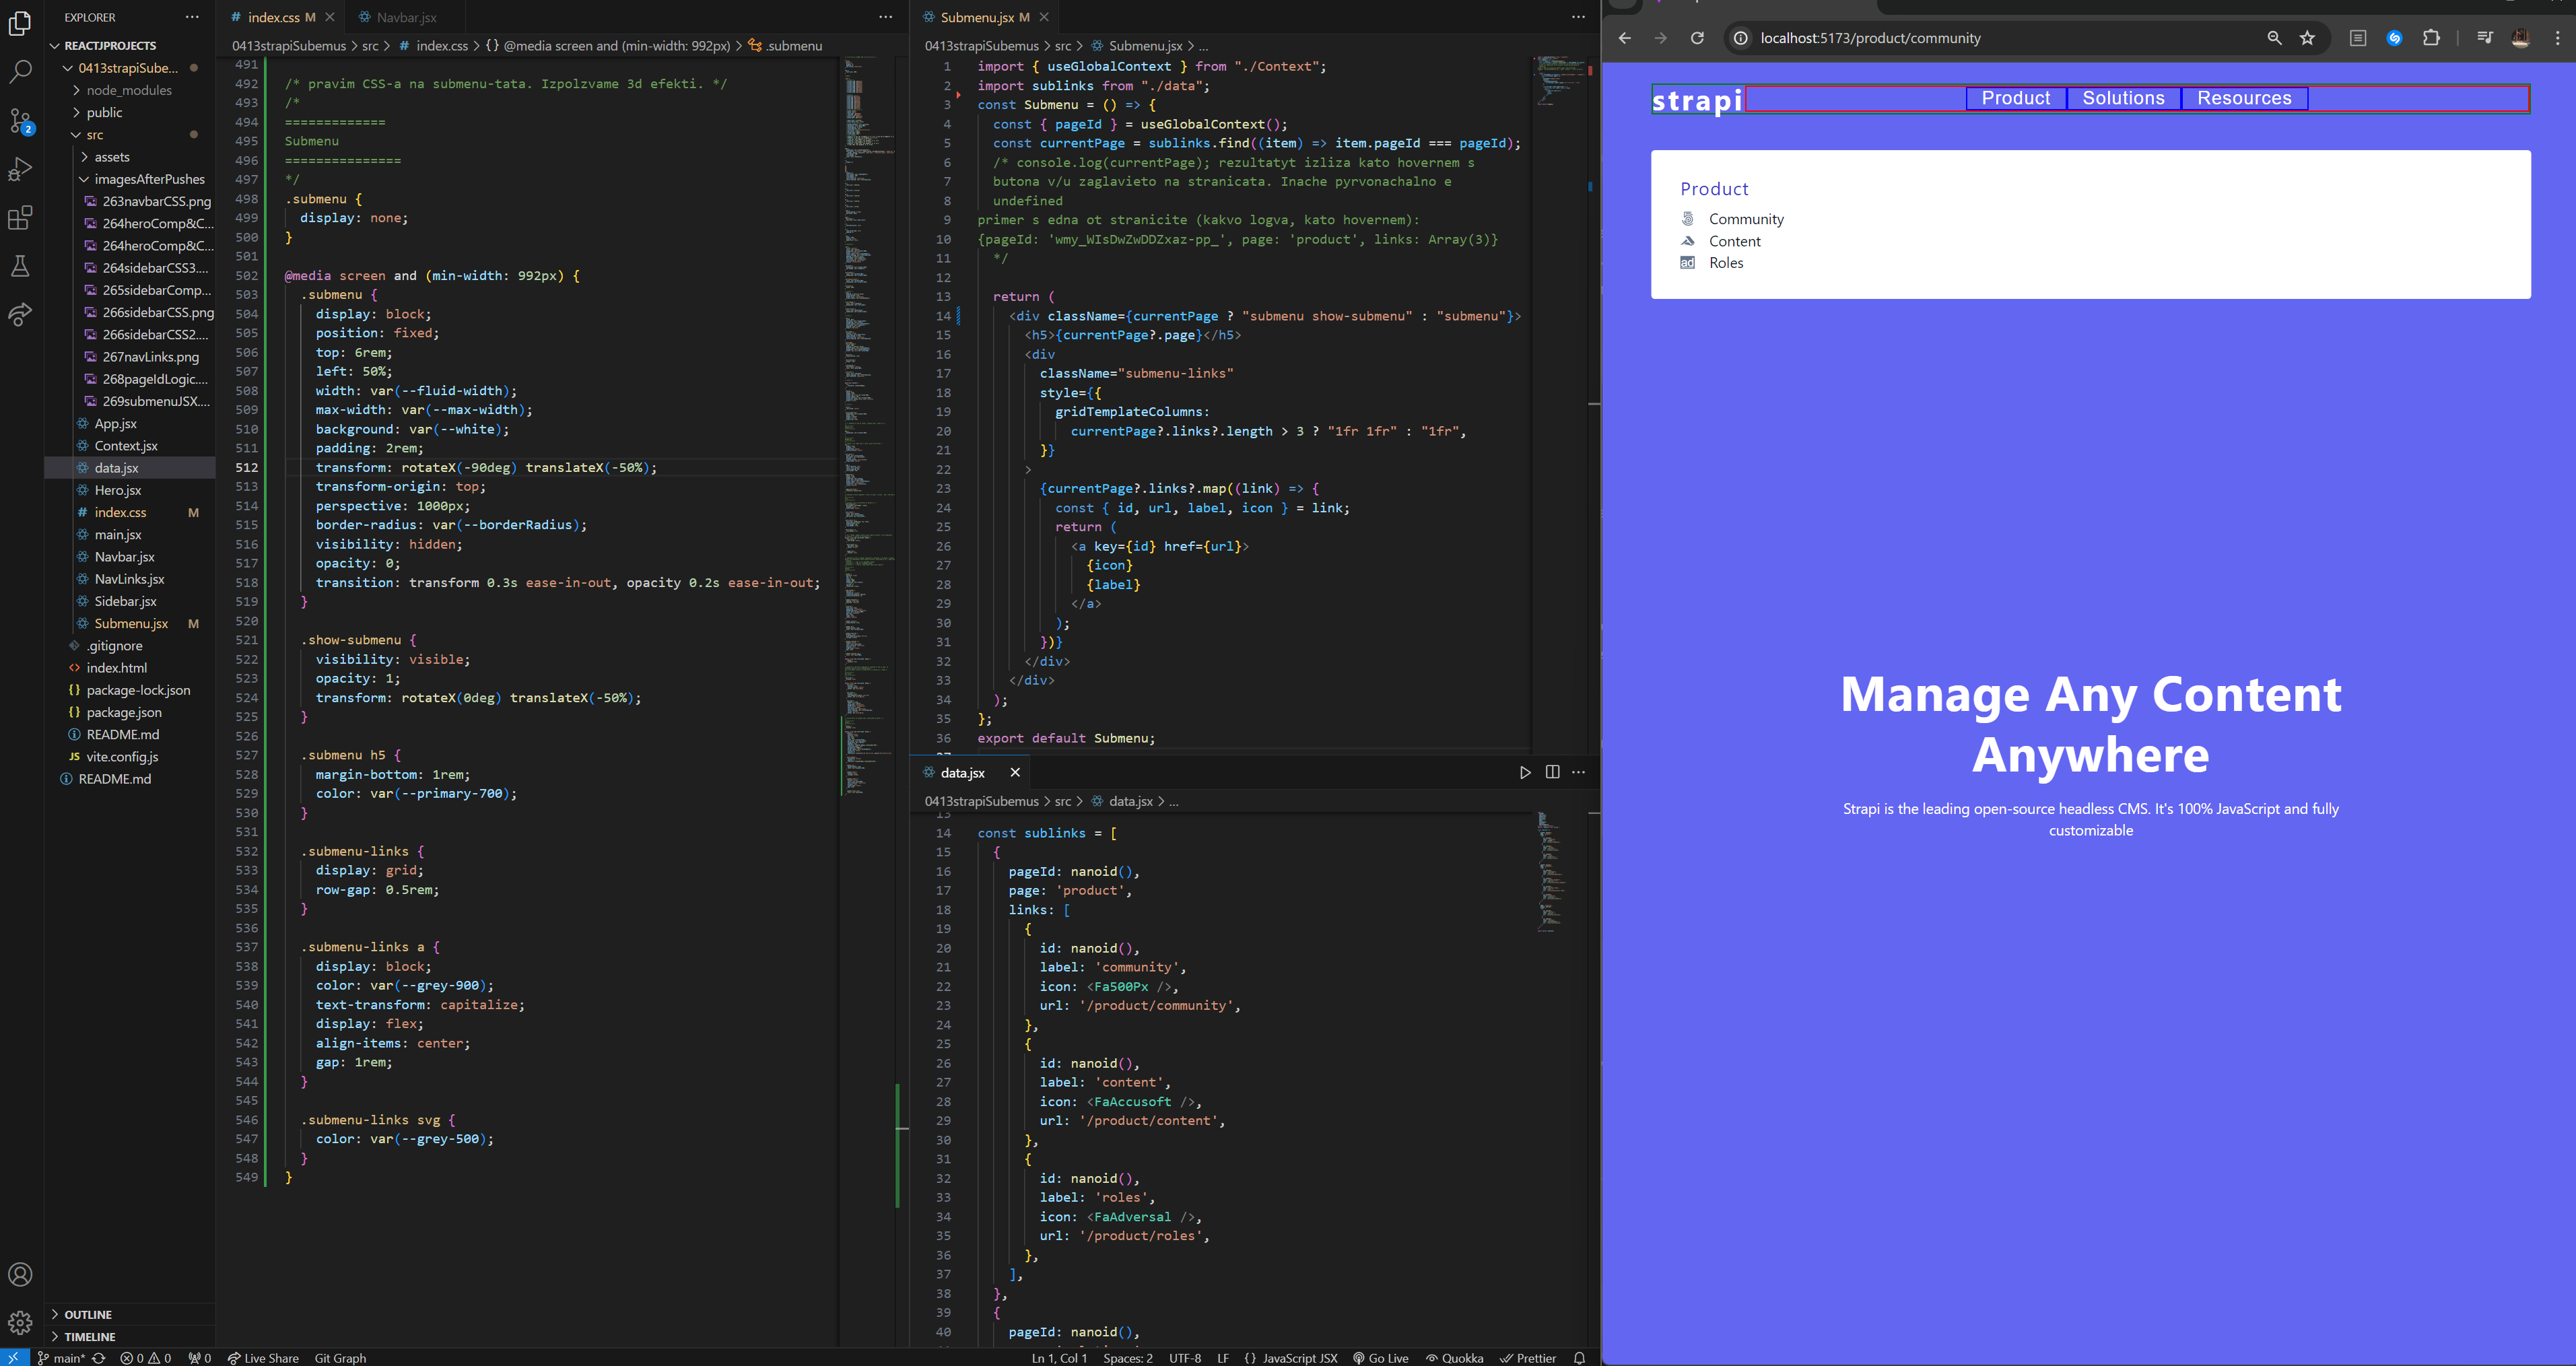 EXPLORER
REACTJPROJECTS
0413strapiSube...
node_modules
public
src
assets
imagesAfterPushes
263navbarCSS.png
264heroComp&C...
264heroComp&C...
264sidebarCSS3....
265sidebarComp...
266sidebarCSS.png
266sidebarCSS2....
267navLinks.png
268pageIdLogic....
269submenuJSX....
App.jsx
Context.jsx
data.jsx
Hero.jsx
index.css M
main.jsx
Navbar.jsx
NavLinks.jsx
Sidebar.jsx
Submenu.jsx M
.gitignore
index.html
package-lock.json
package.json
README.md
vite.config.js
README.md
OUTLINE
TIMELINE
2
index.css M
Navbar.jsx
0413strapiSubemus > src > # index.css > {} @media screen and (min-width: 992px) > .submenu
491
492 /* pravim CSS-a na submenu-tata. Izpolzvame 3d efekti. */
493 /*
494 =============
495 Submenu
496 ===============
497 */
498 .submenu {
499 display: none;
500 }
501
502 @media screen and (min-width: 992px) {
503 .submenu {
504 display: block;
505 position: fixed;
506 top: 6rem;
507 left: 50%;
508 width: var(--fluid-width);
509 max-width: var(--max-width);
510 background: var(--white);
511 padding: 2rem;
512 transform: rotateX(-90deg) translateX(-50%);
513 transform-origin: top;
514 perspective: 1000px;
515 border-radius: var(--borderRadius);
516 visibility: hidden;
517 opacity: 0;
518 transition: transform 0.3s ease-in-out, opacity 0.2s ease-in-out;
519 }
520
521 .show-submenu {
522 visibility: visible;
523 opacity: 1;
524 transform: rotateX(0deg) translateX(-50%);
525 }
526
527 .submenu h5 {
528 margin-bottom: 1rem;
529 color: var(--primary-700);
530 }
531
532 .submenu-links {
533 display: grid;
534 row-gap: 0.5rem;
535 }
536
537 .submenu-links a {
538 display: block;
539 color: var(--grey-900);
540 text-transform: capitalize;
541 display: flex;
542 align-items: center;
543 gap: 1rem;
544 }
545
546 .submenu-links svg {
547 color: var(--grey-500);
548 }
549 }
Submenu.jsx M
0413strapiSubemus > src > Submenu.jsx > ...
1 import { useGlobalContext } from "./Context";
2 import sublinks from "./data";
3 const Submenu = () => {
4 const { pageId } = useGlobalContext();
5 const currentPage = sublinks.find((item) => item.pageId === pageId);
6 /* console.log(currentPage); rezultatyt izliza kato hovernem s
7 butona v/u zaglavieto na stranicata. Inache pyrvonachalno e
8 undefined
9 primer s edna ot stranicite (kakvo logva, kato hovernem):
10 {pageId: 'wmy_WIsDwZwDDZxaz-pp_', page: 'product', links: Array(3)}
11 */
12
13 return (
14 <div className={currentPage ? "submenu show-submenu" : "submenu"}>
15 <h5>{currentPage?.page}</h5>
16 <div
17 className="submenu-links"
18 style={{
19 gridTemplateColumns:
20 currentPage?.links?.length > 3 ? "1fr 1fr" : "1fr",
21 }}
22 >
23 {currentPage?.links?.map((link) => {
24 const { id, url, label, icon } = link;
25 return (
26 <a key={id} href={url}>
27 {icon}
28 {label}
29 </a>
30 );
31 })}
32 </div>
33 </div>
34 );
35 };
36 export default Submenu;
data.jsx
0413strapiSubemus > src > data.jsx > ...
13
14 const sublinks = [
15 {
16 pageId: nanoid(),
17 page: 'product',
18 links: [
19 {
20 id: nanoid(),
21 label: 'community',
22 icon: <Fa500Px />,
23 url: '/product/community',
24 },
25 {
26 id: nanoid(),
27 label: 'content',
28 icon: <FaAccusoft />,
29 url: '/product/content',
30 },
31 {
32 id: nanoid(),
33 label: 'roles',
34 icon: <FaAdversal />,
35 url: '/product/roles',
36 },
37 ],
38 },
39 {
40 pageId: nanoid(),
main* 0 0 0 Live Share Git Graph
Ln 1, Col 1 Spaces: 2 UTF-8 LF {} JavaScript JSX Go Live Quokka Prettier
localhost:5173/product/community
strapi
Product Solutions Resources
Product
Community
Content
ad Roles
Manage Any Content
Anywhere
Strapi is the leading open-source headless CMS. It's 100% JavaScript and fully
customizable